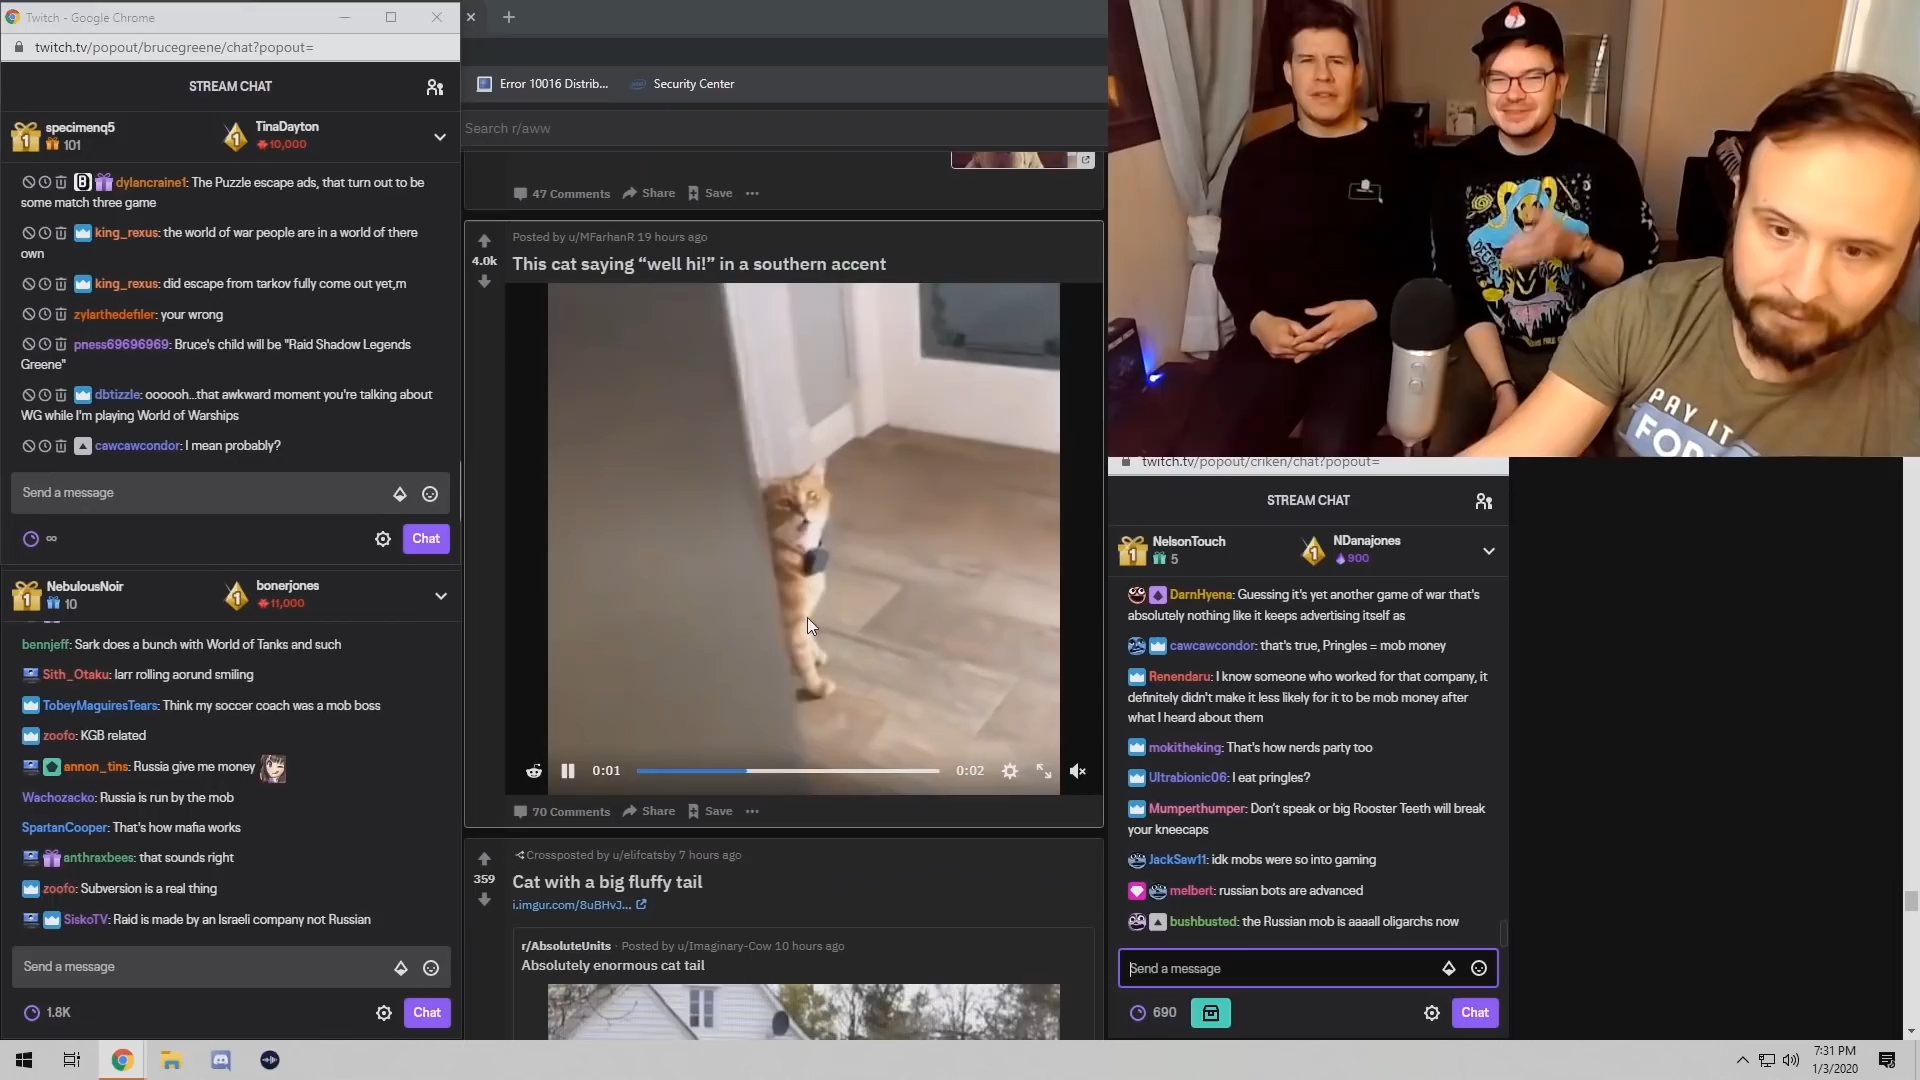 Twitch - Google Chrome
twitch.tv/popout/brucegreene/chat?popout=
STREAM CHAT
specimenq5
101
TinaDayton
10,000
dylancraine1: The Puzzle escape ads, that turn out to be
some match three game
king_rexus: the world of war people are in a world of there
own
king_rexus: did escape from tarkov fully come out yet,m
zylarthedefiler: your wrong
pness69696969: Bruce's child will be "Raid Shadow Legends
Greene"
dbtizzle: oooooh...that awkward moment you're talking about
WG while I'm playing World of Warships
cawcawcondor: I mean probably?
Send a message
∞
Chat
NebulousNoir
10
bonerjones
11,000
bennjeff: Sark does a bunch with World of Tanks and such
Sith_Otaku: larr rolling aorund smiling
TobeyMaguiresTears: Think my soccer coach was a mob boss
zoofo: KGB related
annon_tins: Russia give me money
Wachozacko: Russia is run by the mob
SpartanCooper: That's how mafia works
anthraxbees: that sounds right
zoofo: Subversion is a real thing
SiskoTV: Raid is made by an Israeli company not Russian
Send a message
1.8K
Chat
Error 10016 Distrib...
Security Center
Search r/aww
47 Comments
Share
Save
Posted by u/MFarhanR 19 hours ago
4.0k
This cat saying “well hi!” in a southern accent
0:01
0:02
70 Comments
Share
Save
Crossposted by u/elifcatsby 7 hours ago
359
Cat with a big fluffy tail
i.imgur.com/8uBHvJ...
r/AbsoluteUnits · Posted by u/Imaginary-Cow 10 hours ago
Absolutely enormous cat tail
PAY IT
twitch.tv/popout/criken/chat?popout=
STREAM CHAT
NelsonTouch
5
NDanajones
900
DarnHyena: Guessing it's yet another game of war that's
absolutely nothing like it keeps advertising itself as
cawcawcondor: that's true, Pringles = mob money
Renendaru: I know someone who worked for that company, it
definitely didn't make it less likely for it to be mob money after
what I heard about them
mokitheking: That's how nerds party too
Ultrabionic06: I eat pringles?
Mumperthumper: Don't speak or big Rooster Teeth will break
your kneecaps
JackSaw11: idk mobs were so into gaming
melbert: russian bots are advanced
bushbusted: the Russian mob is aaaall oligarchs now
Send a message
690
Chat
7:31 PM
1/3/2020